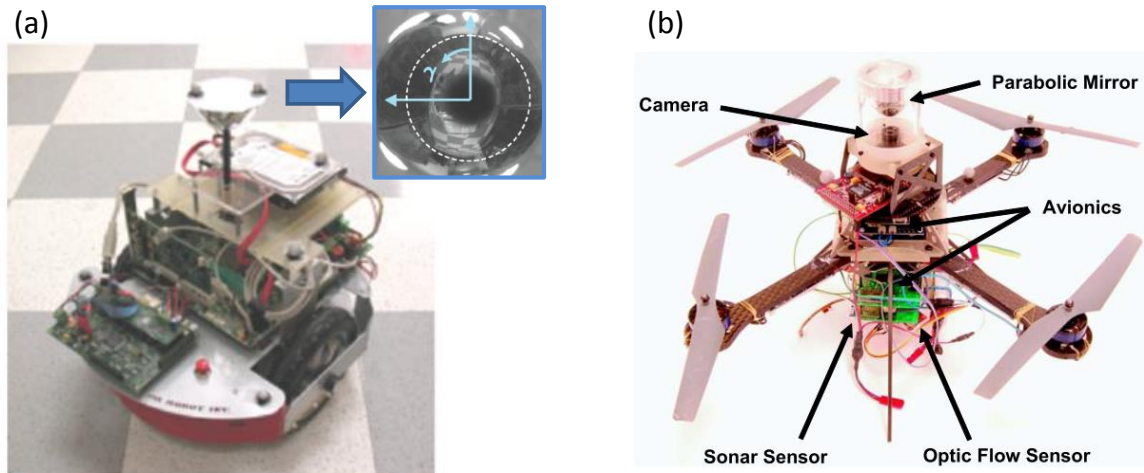 (a)
γ
(b)
Camera
Parabolic Mirror
Avionics
Sonar Sensor
Optic Flow Sensor